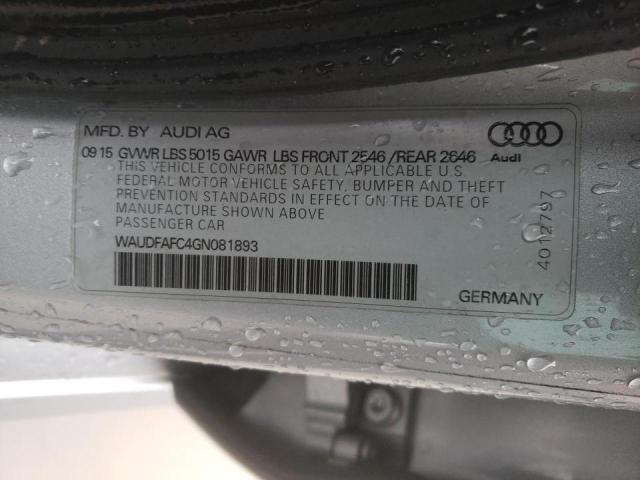 MFD. BY AUDI AG
09 15 GVWR LBS 5015 GAWR LBS FRONT 2546 /REAR 2646 Audi
THIS VEHICLE CONFORMS TO ALL APPLICABLE U.S
FEDERAL MOTOR VEHICLE SAFETY, BUMPER AND THEFT
PREVENTION STANDARDS IN EFFECT ON THE DATE OF
MANUFACTURE SHOWN ABOVE
PASSENGER CAR
WAUDFAFC4GN081893
GERMANY
4012797